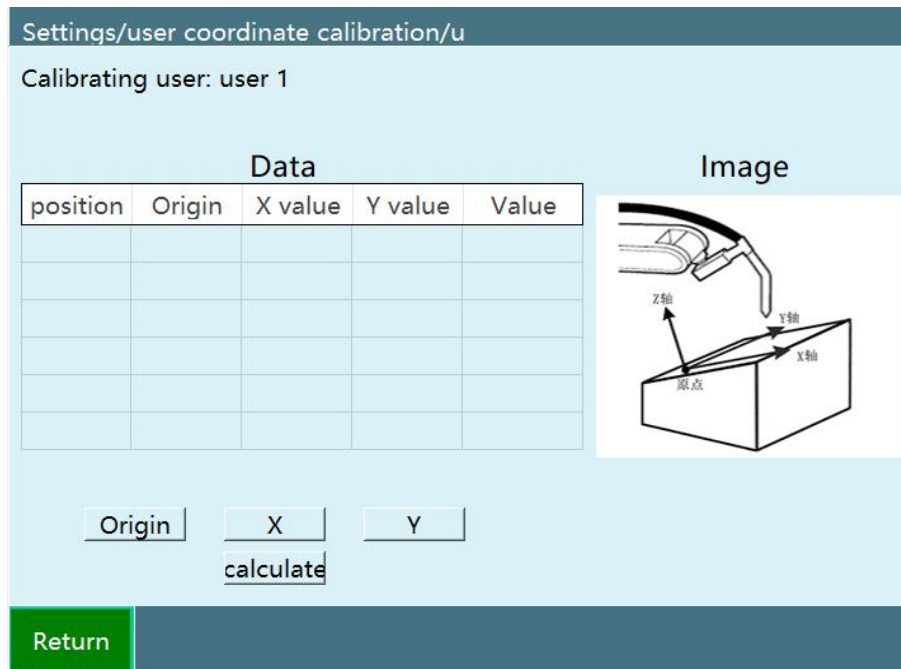 Settings/user coordinate calibration/u
Calibrating user: user 1
Data
Image
position Origin X value Y value Value
Z轴
Y轴
X轴
原点
Origin X Y
calculate
Return